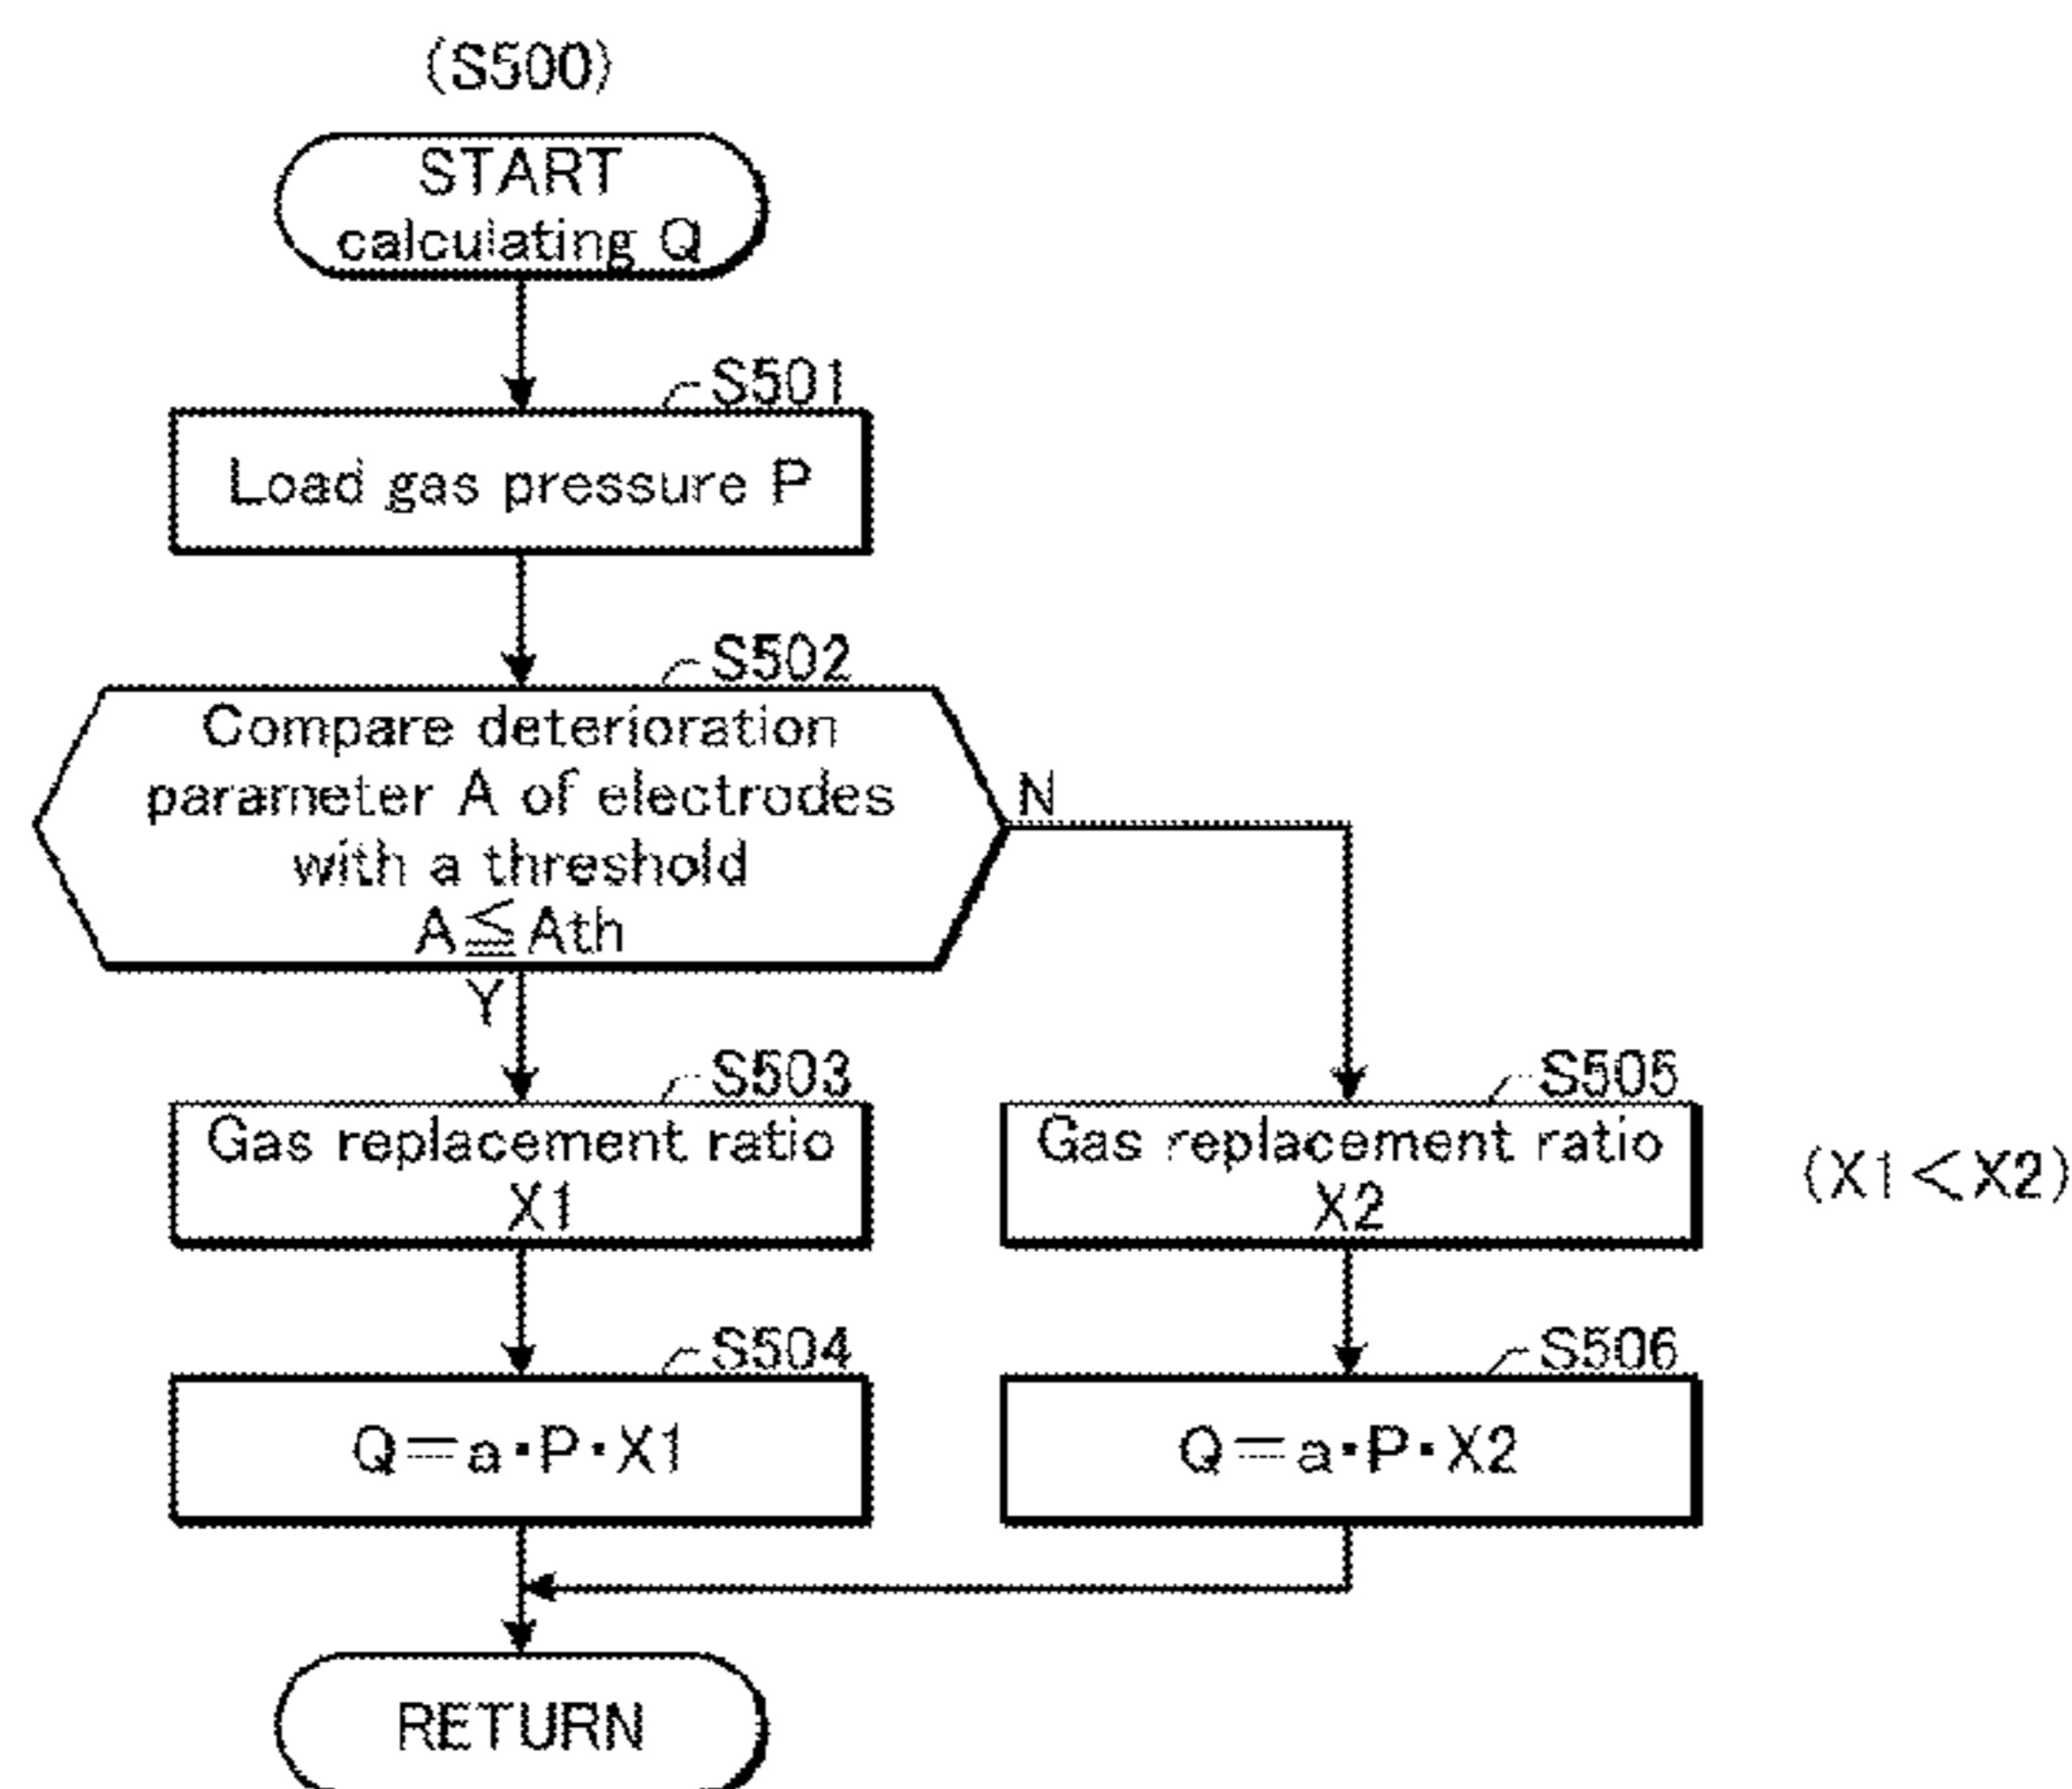 (S500)
START
calculating Q
S501
Load gas pressure P
S502
Compare deterioration
parameter A of electrodes
with a threshold
A≦Ath
N
Y
S503
Gas replacement ratio
X1
S505
Gas replacement ratio
X2
(X1<X2)
S504
Q=a・P・X1
S506
Q=a・P・X2
RETURN